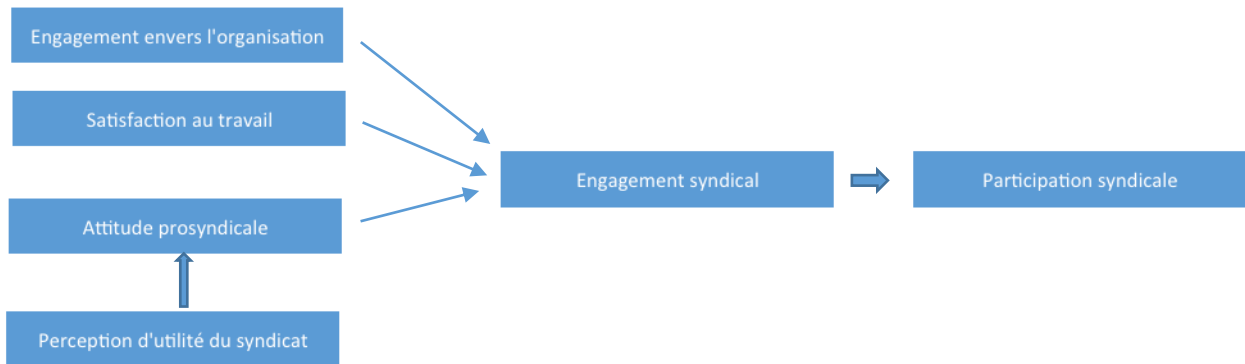 Engagement envers l'organisation
Satisfaction au travail
Engagement syndical
Participation syndicale
Attitude prosyndicale
Perception d'utilité du syndicat